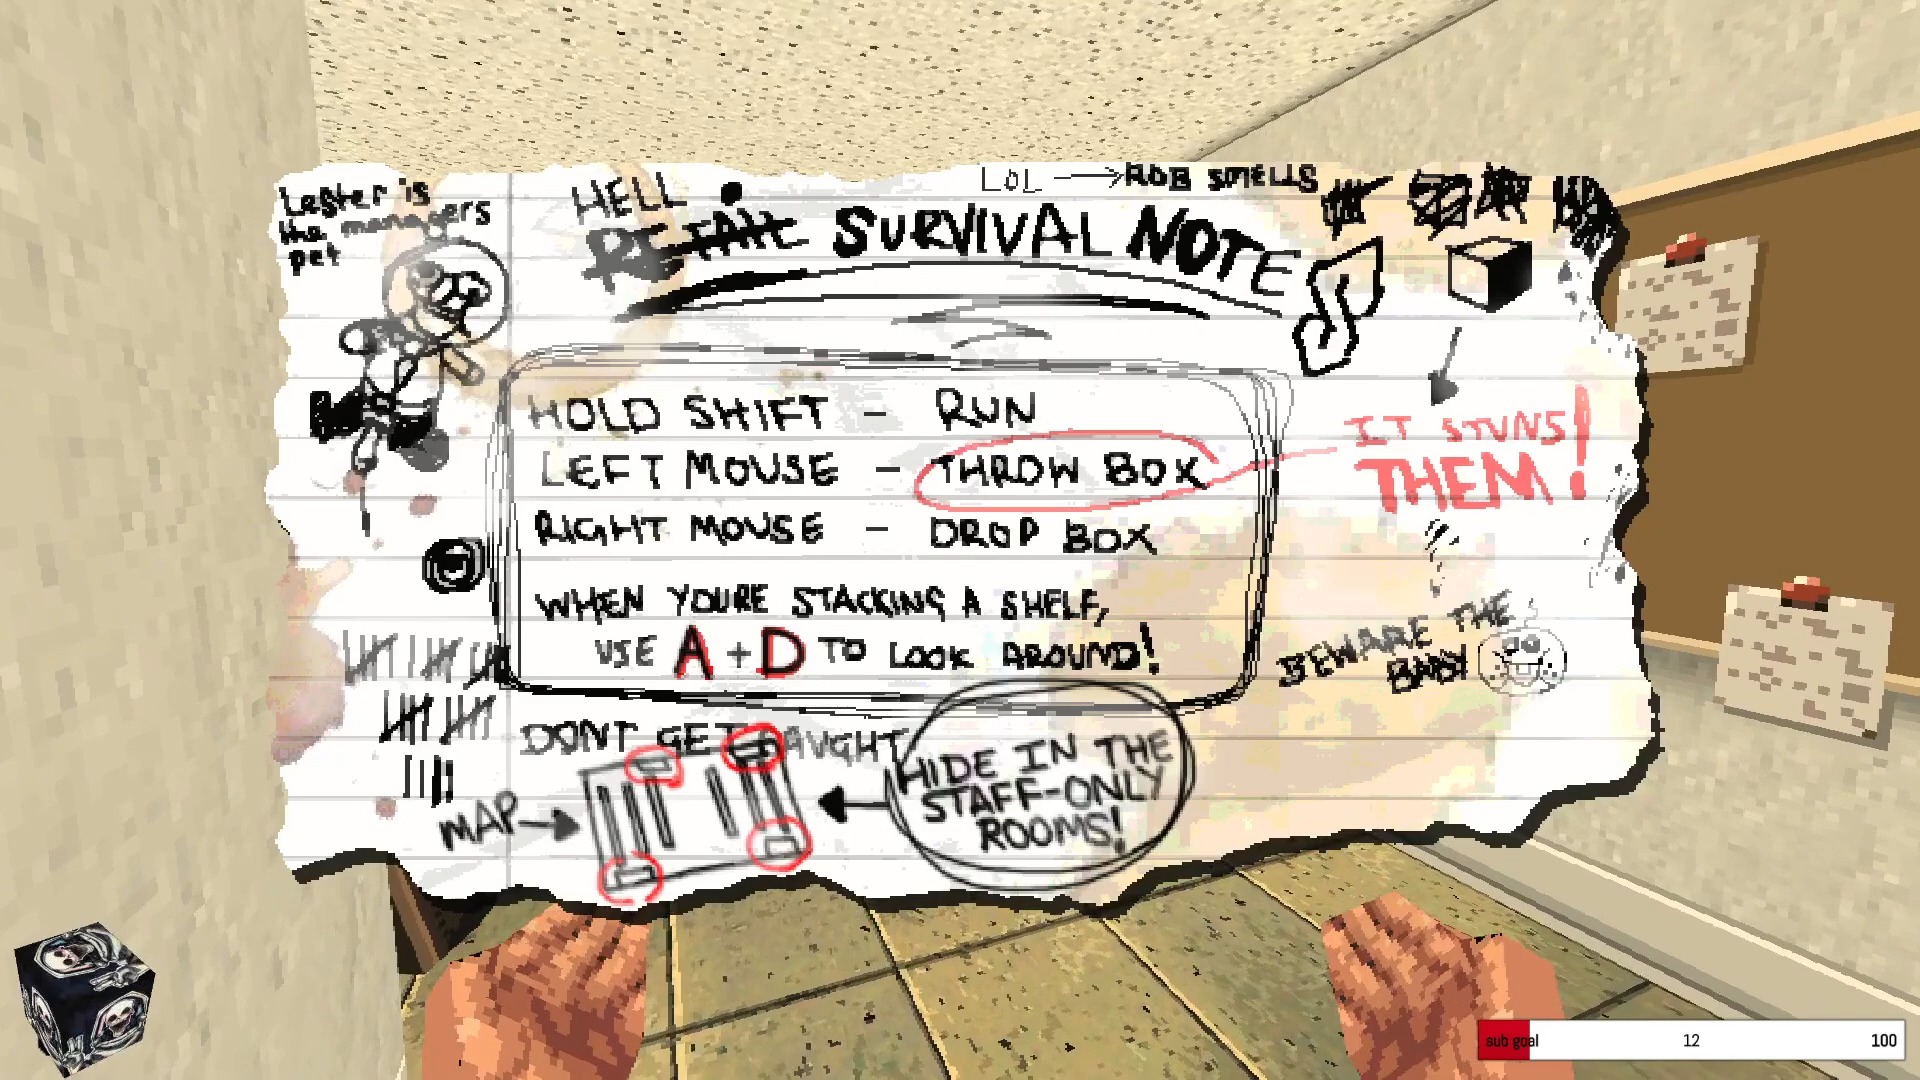 LOL → ROB SMELLS
Lester is
the managers
pet
HELL
RETAIL SURVIVAL NOTE
HOLD SHIFT - RUN
LEFT MOUSE - THROW BOX
RIGHT MOUSE - DROP BOX
IT STUNS
THEM!
WHEN YOURE STACKING A SHELF,
USE A + D TO LOOK AROUND!
BEWARE THE
BABY
DONT GET CAUGHT
MAP
HIDE IN THE
STAFF-ONLY
ROOMS!
sub goal 12 100